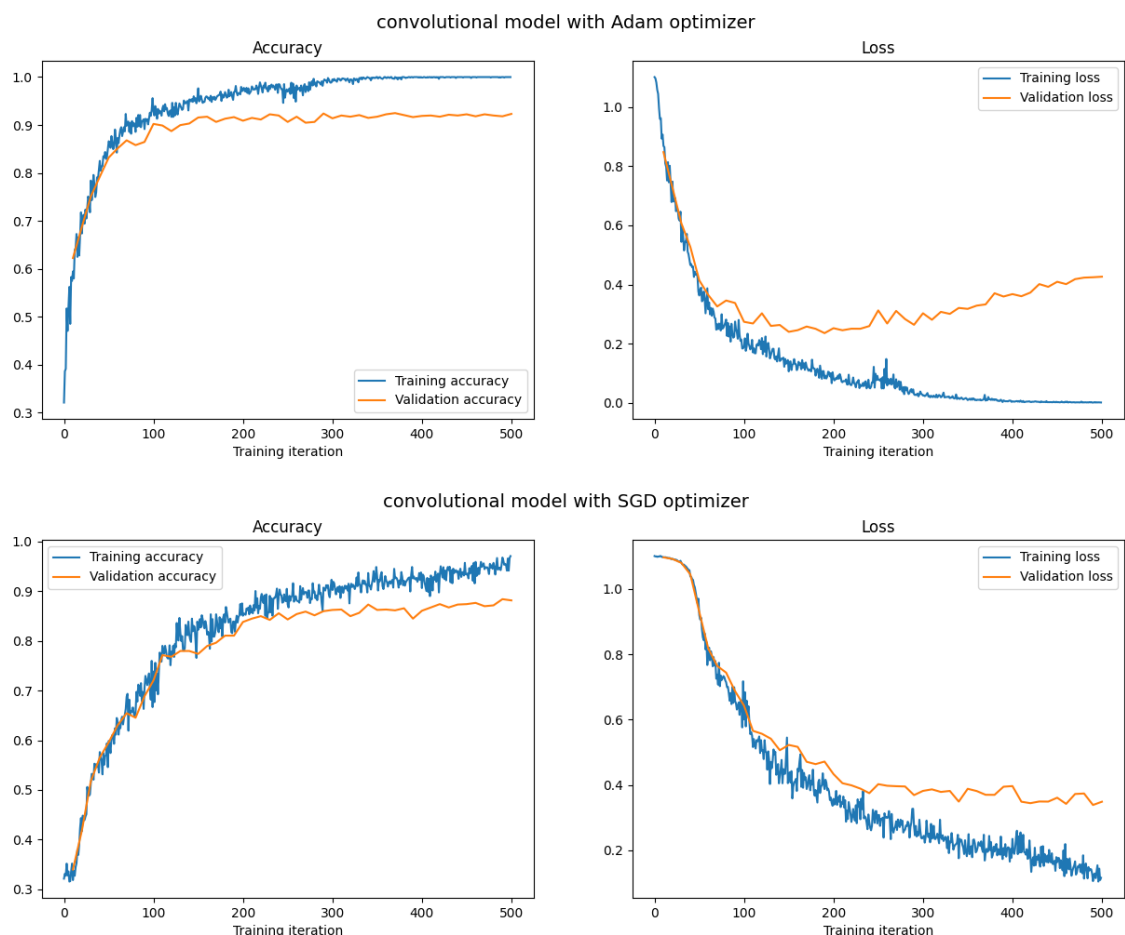 convolutional model with Adam optimizer
Accuracy
Loss
1.0
0.9
0.8
0.7
0.6
0.5
0.4
0.3
Training accuracy
Validation accuracy
0 100 200 300 400 500
Training iteration
1.0
0.8
0.6
0.4
0.2
0.0
Training loss
Validation loss
0 100 200 300 400 500
Training iteration
convolutional model with SGD optimizer
Accuracy
Loss
1.0
0.9
0.8
0.7
0.6
0.5
0.4
0.3
Training accuracy
Validation accuracy
0 100 200 300 400 500
Training iteration
1.0
0.8
0.6
0.4
0.2
Training loss
Validation loss
0 100 200 300 400 500
Training iteration